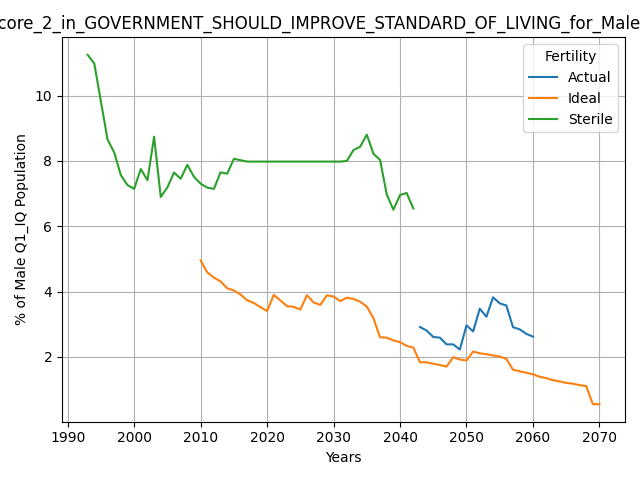 core_2_in_GOVERNMENT_SHOULD_IMPROVE_STANDARD_OF_LIVING_for_Male
Fertility
Actual
Ideal
Sterile
% of Male Q1_IQ Population
10
8
6
4
2
1990 2000 2010 2020 2030 2040 2050 2060 2070
Years